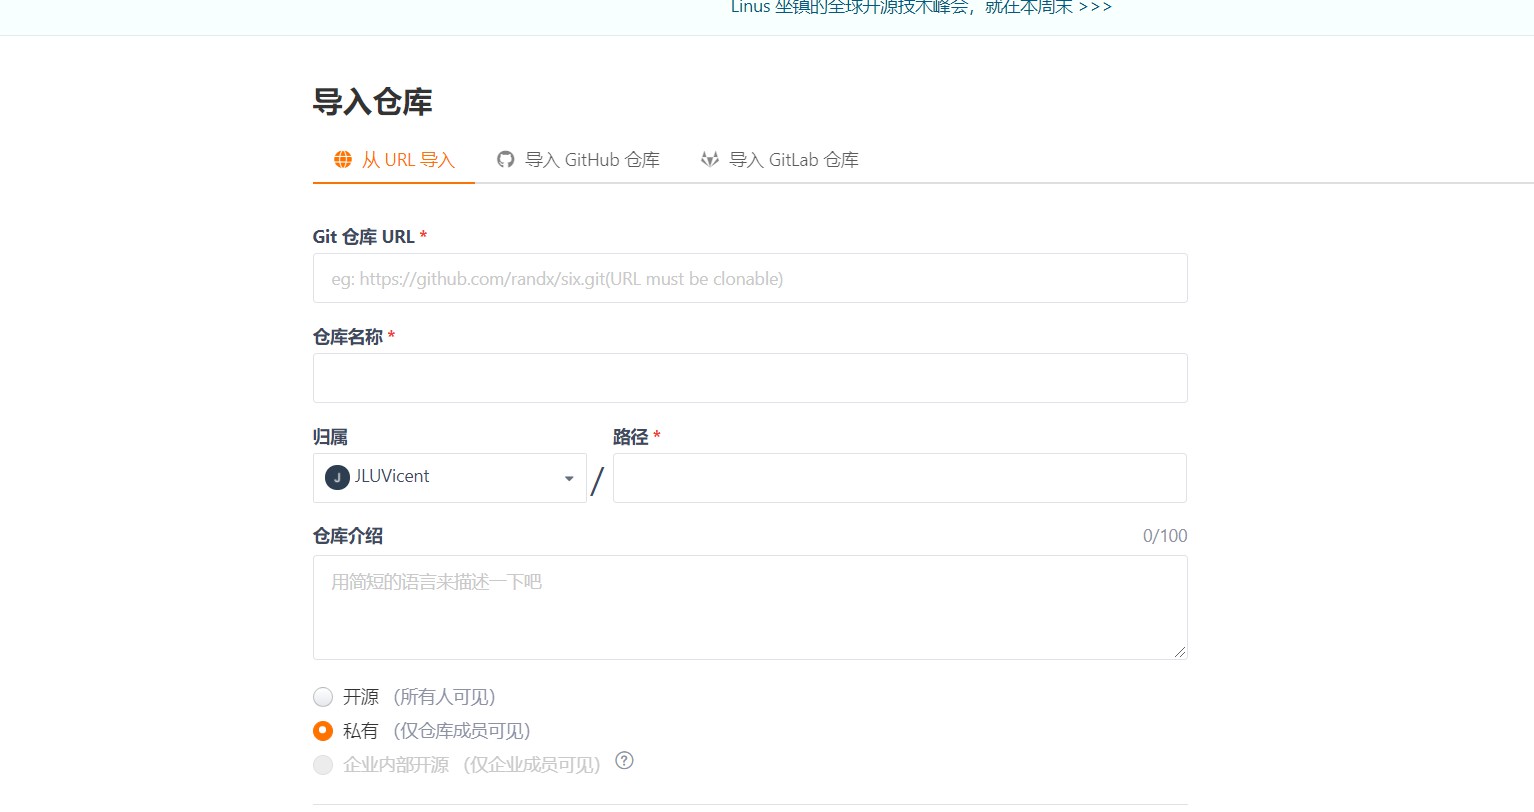 Linus 坐镇的全球开源技术峰会，就在本周末 >>>
导入仓库
从 URL 导入 导入 GitHub 仓库 导入 GitLab 仓库
Git 仓库 URL *
eg: https://github.com/randx/six.git(URL must be clonable)
仓库名称 *
归属 路径 *
J JLUVicent /
仓库介绍 0/100
用简短的语言来描述一下吧
开源 （所有人可见）
私有 （仅仓库成员可见）
企业内部开源 （仅企业成员可见） ?